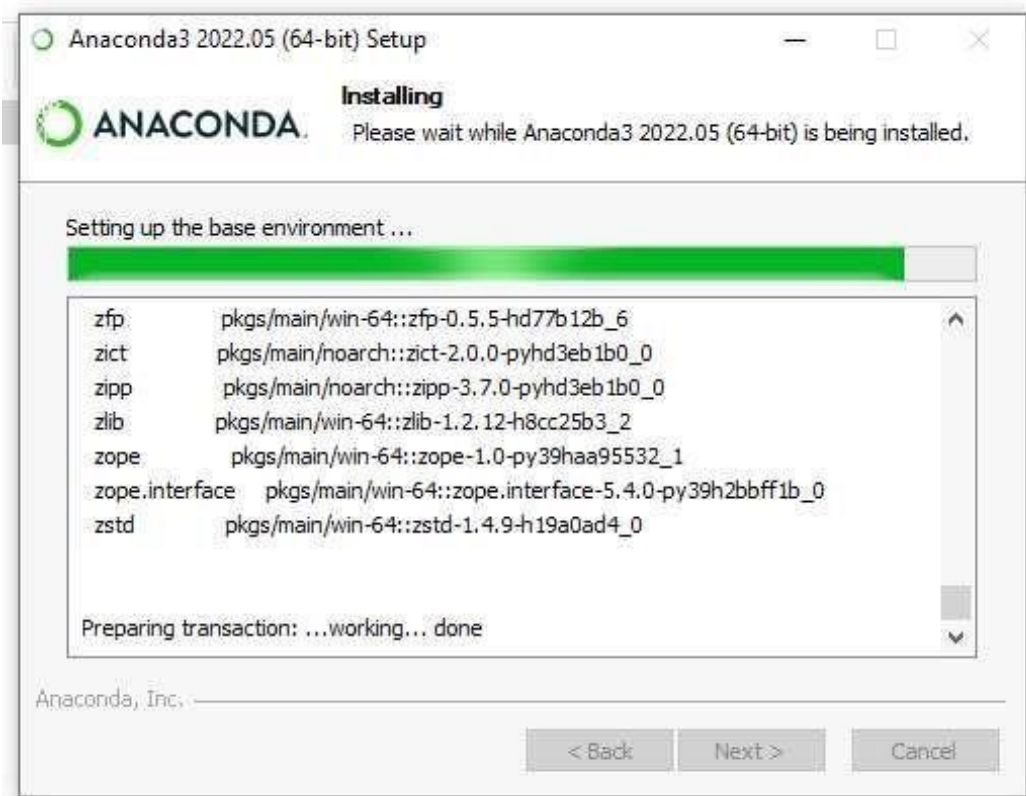 Anaconda3 2022.05 (64-bit) Setup
ANACONDA.
Installing
Please wait while Anaconda3 2022.05 (64-bit) is being installed.
Setting up the base environment ...
zfp pkgs/main/win-64::zfp-0.5.5-hd77b12b_6
zict pkgs/main/noarch::zict-2.0.0-pyhd3eb1b0_0
zipp pkgs/main/noarch::zipp-3.7.0-pyhd3eb1b0_0
zlib pkgs/main/win-64::zlib-1.2.12-h8cc25b3_2
zope pkgs/main/win-64::zope-1.0-py39haa95532_1
zope.interface pkgs/main/win-64::zope.interface-5.4.0-py39h2bbff1b_0
zstd pkgs/main/win-64::zstd-1.4.9-h19a0ad4_0
Preparing transaction: ...working... done
Anaconda, Inc.
< Back Next > Cancel